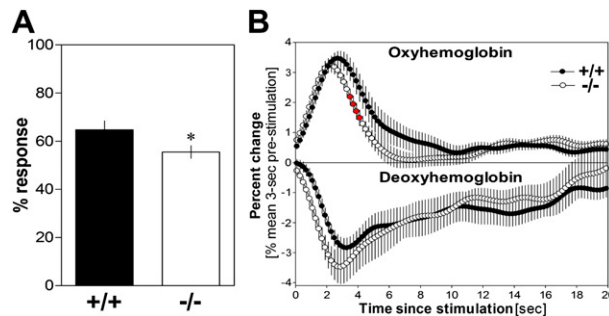 A
% response
100
80
60
40
20
0
*
+/+
-/-
B
Percent change
[% mean 3-sec pre-stimulation]
4
3
2
1
0
-1
-2
-3
-4
Oxyhemoglobin
+/+
-/-
Deoxyhemoglobin
0 2 4 6 8 10 12 14 16 18 20
Time since stimulation [sec]